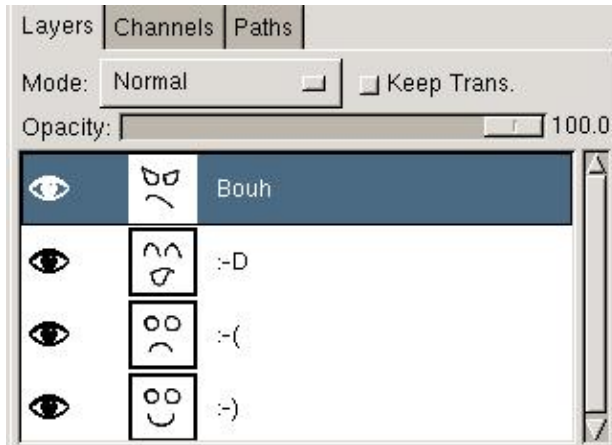 Layers Channels Paths
Mode: Normal Keep Trans.
Opacity: 100.0
Bouh
:-D
:-(
:-)